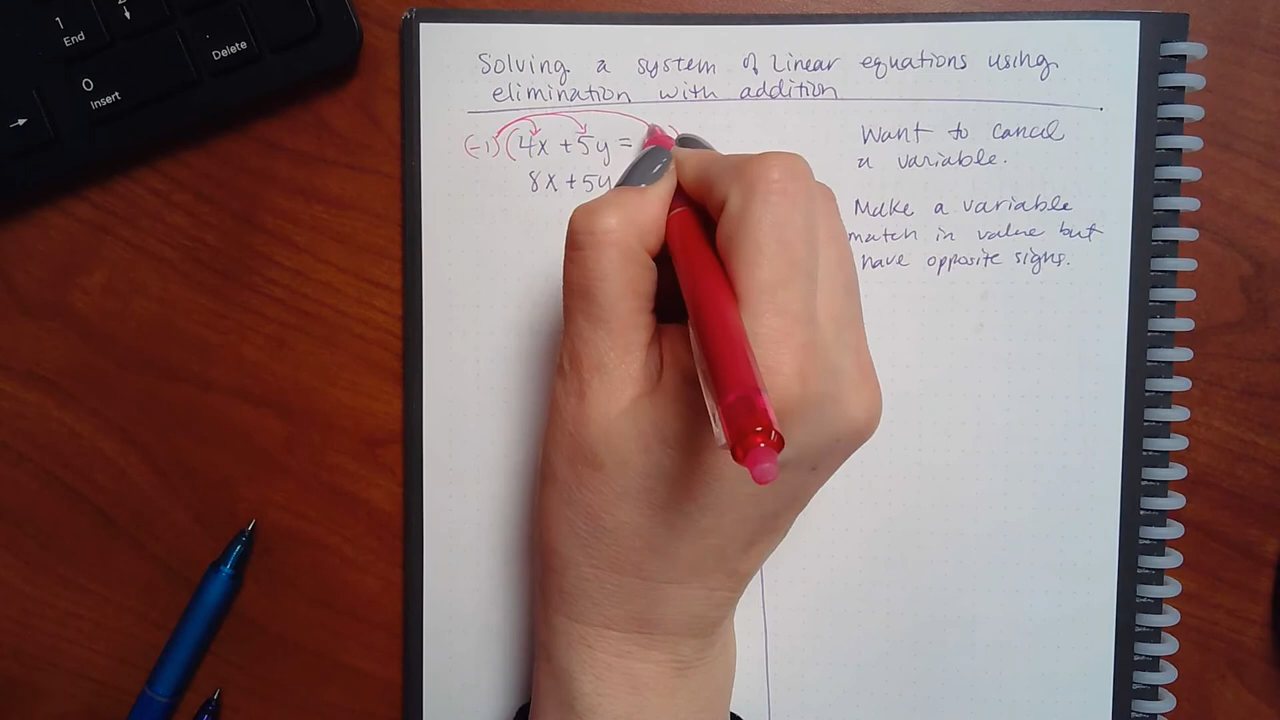 1
End
2
↓
Delete
0
Insert
→
Solving a system of linear equations using
elimination with addition
(-1)(4x + 5y =
8x + 5y
Want to cancel
a variable.
Make a variable
match in value but
have opposite signs.